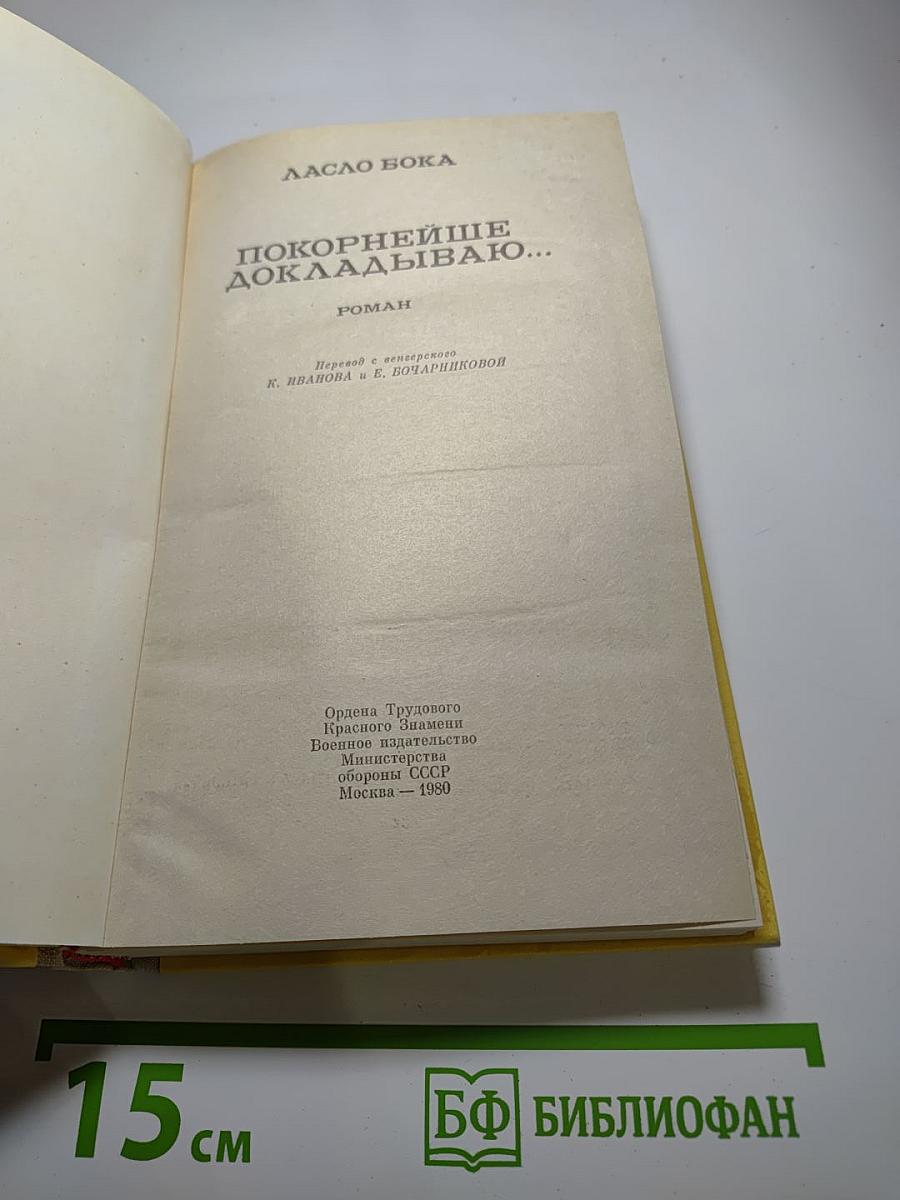 ЛАСЛО БОКА
ПОКОРНЕЙШЕ
ДОКЛАДЫВАЮ...
РОМАН
Перевод с венгерского
К. ИВАНОВА и Е. БОЧАРНИКОВОЙ
Ордена Трудового
Красного Знамени
Военное издательство
Министерства
обороны СССР
Москва — 1980
15 см
БФ БИБЛИОФАН